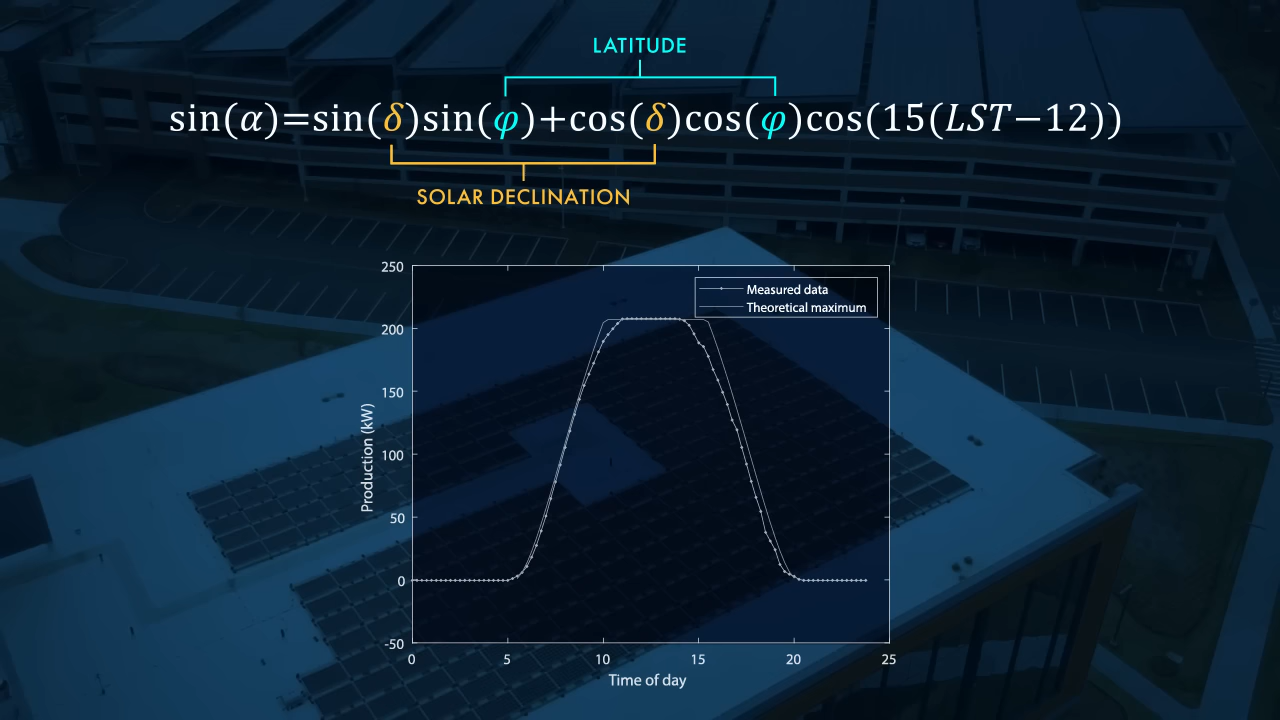 LATITUDE
sin(α)=sin(δ)sin(φ)+cos(δ)cos(φ)cos(15(LST−12))
SOLAR DECLINATION
Measured data
Theoretical maximum
250
200
150
100
50
0
-50
Production (kW)
0 5 10 15 20 25
Time of day